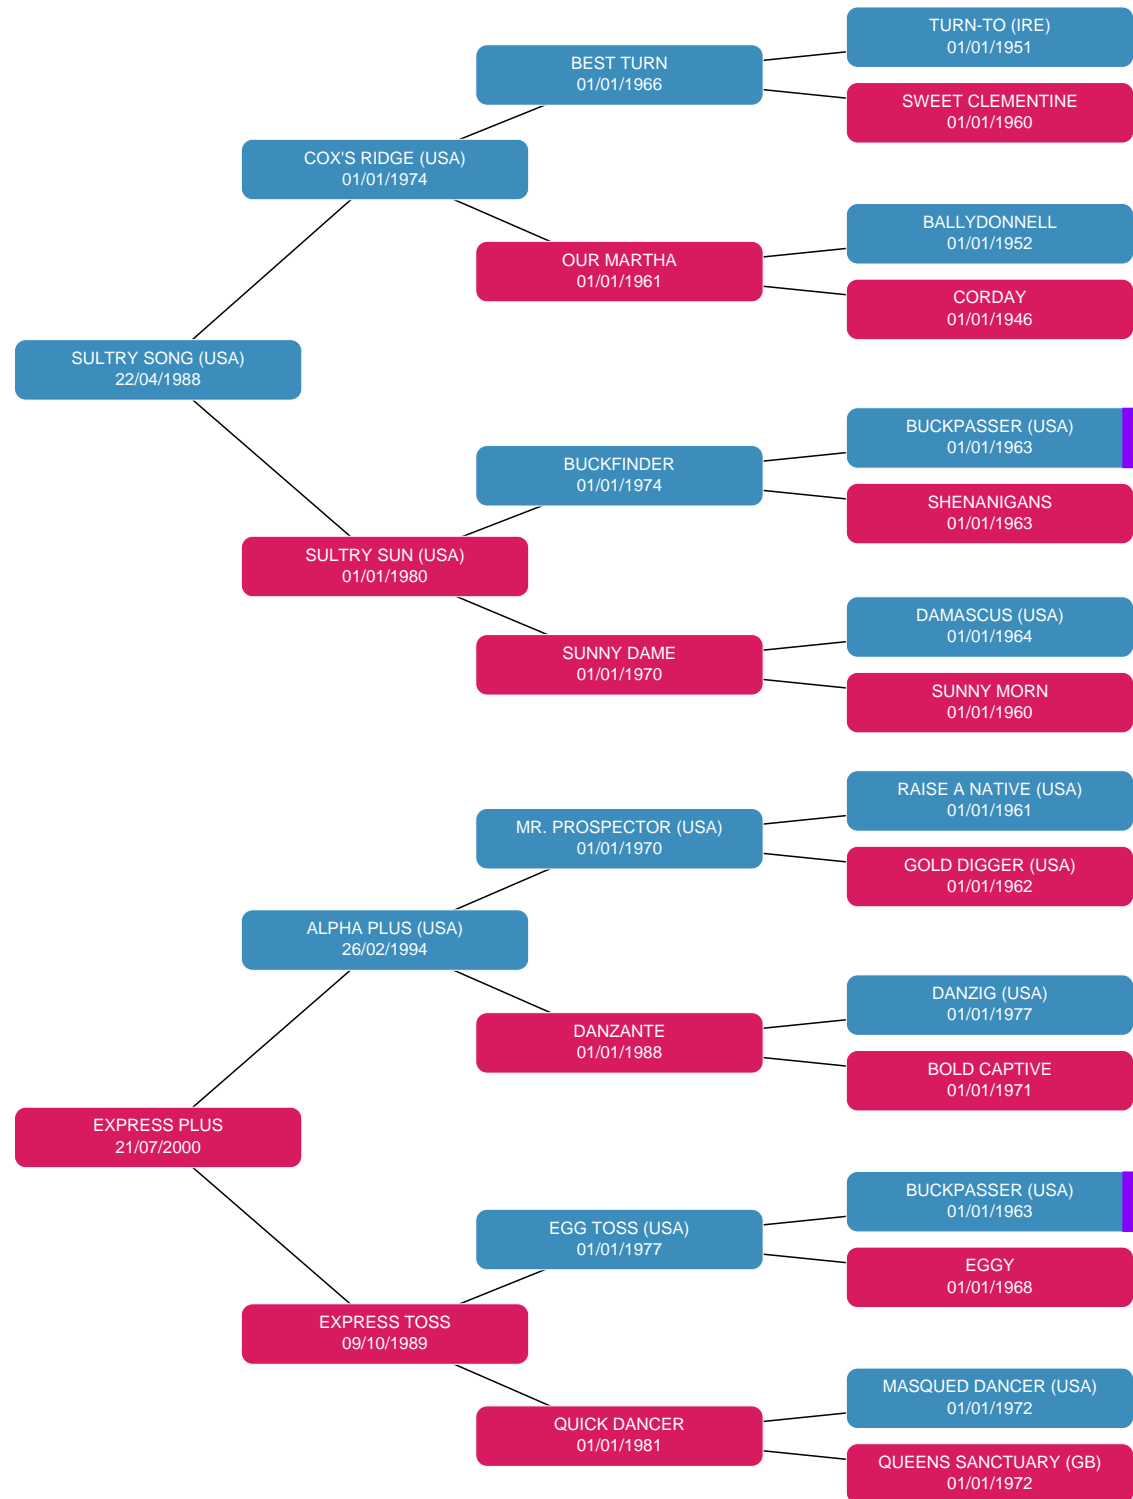 TURN-TO (IRE)
01/01/1951
BEST TURN
01/01/1966
SWEET CLEMENTINE
01/01/1960
COX'S RIDGE (USA)
01/01/1974
BALLYDONNELL
01/01/1952
OUR MARTHA
01/01/1961
CORDAY
01/01/1946
SULTRY SONG (USA)
22/04/1988
BUCKPASSER (USA)
01/01/1963
BUCKFINDER
01/01/1974
SHENANIGANS
01/01/1963
SULTRY SUN (USA)
01/01/1980
DAMASCUS (USA)
01/01/1964
SUNNY DAME
01/01/1970
SUNNY MORN
01/01/1960
RAISE A NATIVE (USA)
01/01/1961
MR. PROSPECTOR (USA)
01/01/1970
GOLD DIGGER (USA)
01/01/1962
ALPHA PLUS (USA)
26/02/1994
DANZIG (USA)
01/01/1977
DANZANTE
01/01/1988
BOLD CAPTIVE
01/01/1971
EXPRESS PLUS
21/07/2000
BUCKPASSER (USA)
01/01/1963
EGG TOSS (USA)
01/01/1977
EGGY
01/01/1968
EXPRESS TOSS
09/10/1989
MASQUED DANCER (USA)
01/01/1972
QUICK DANCER
01/01/1981
QUEENS SANCTUARY (GB)
01/01/1972